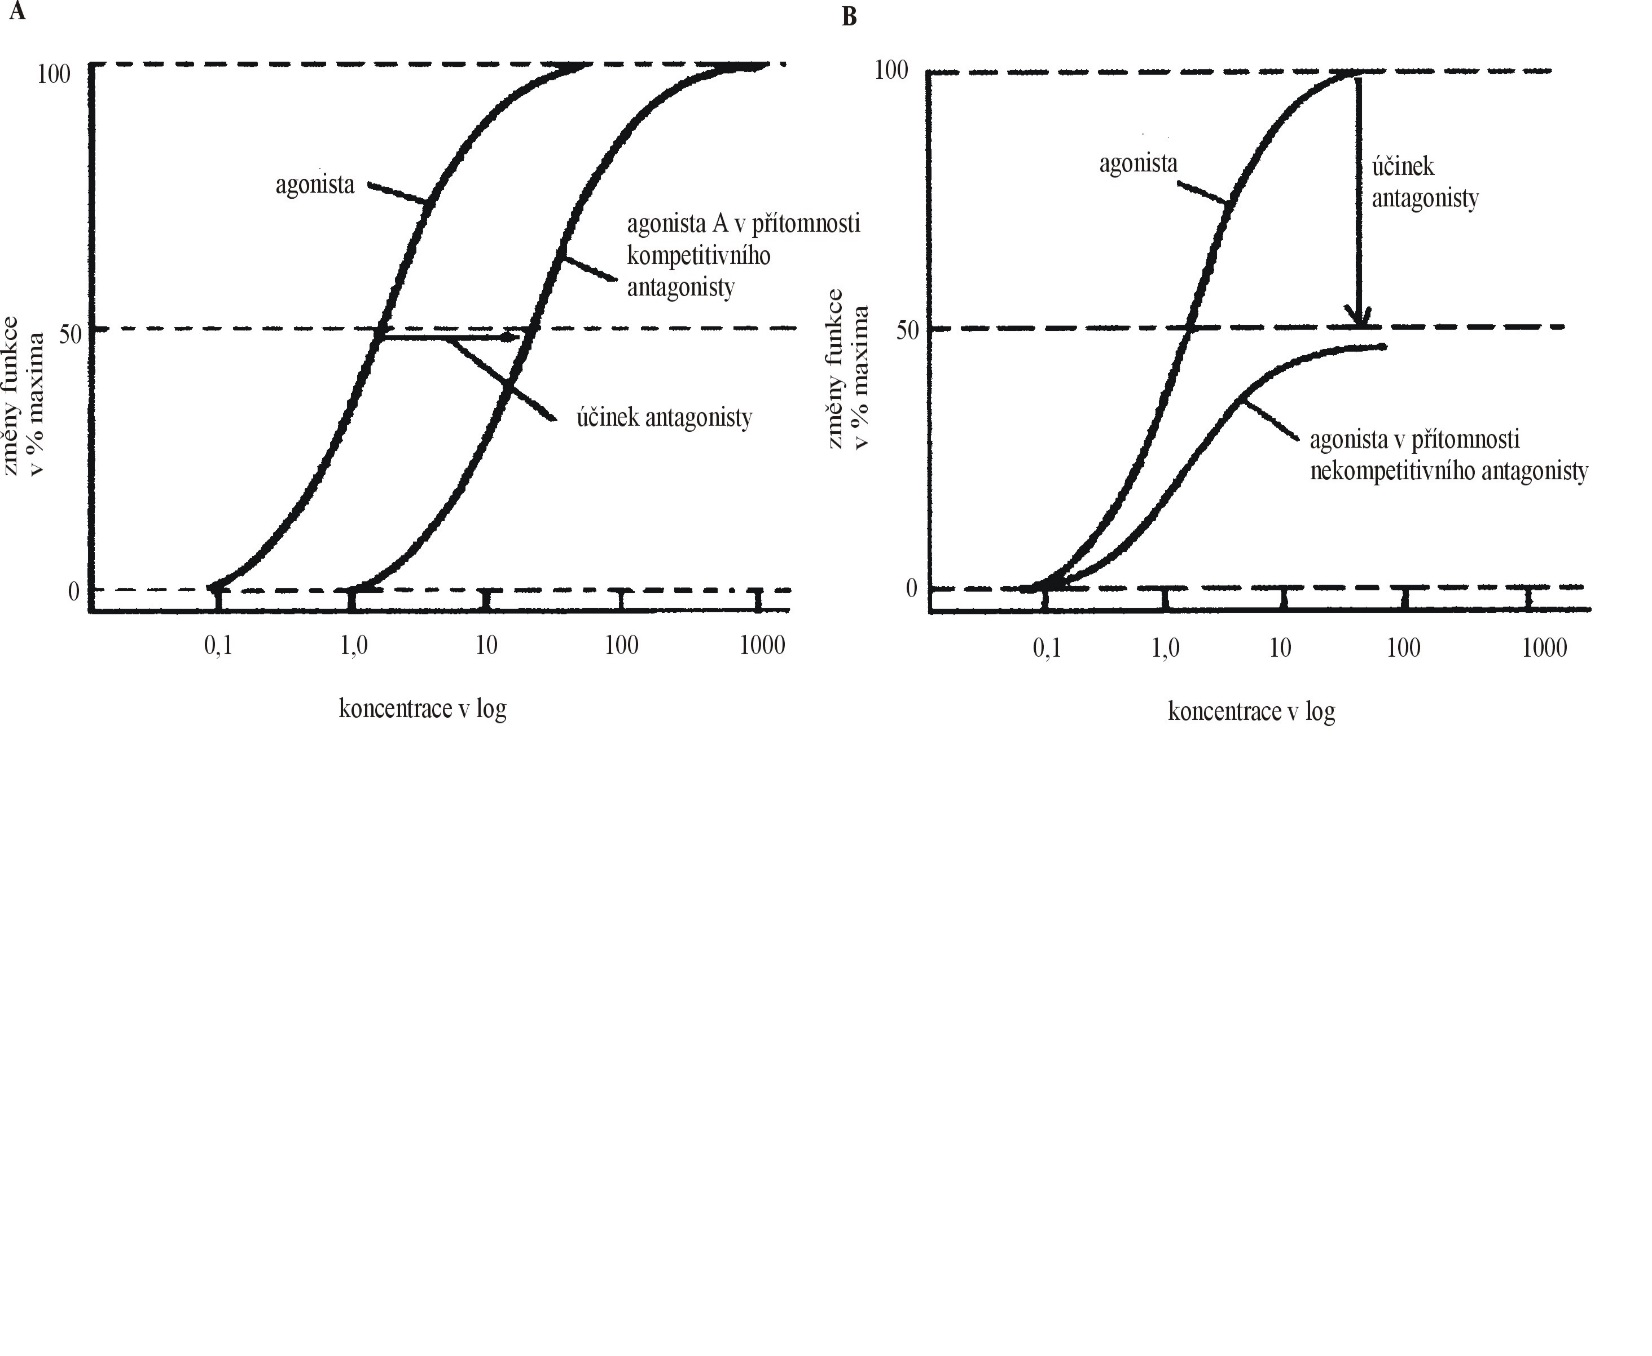 A
100
50
0
změny funkce
v % maxima
agonista
agonista A v přítomnosti
kompetitivního
antagonisty
účinek antagonisty
0,1
1,0
10
100
1000
koncentrace v log
B
100
50
0
změny funkce
v % maxima
agonista
účinek
antagonisty
agonista v přítomnosti
nekompetitivního antagonisty
0,1
1,0
10
100
1000
koncentrace v log